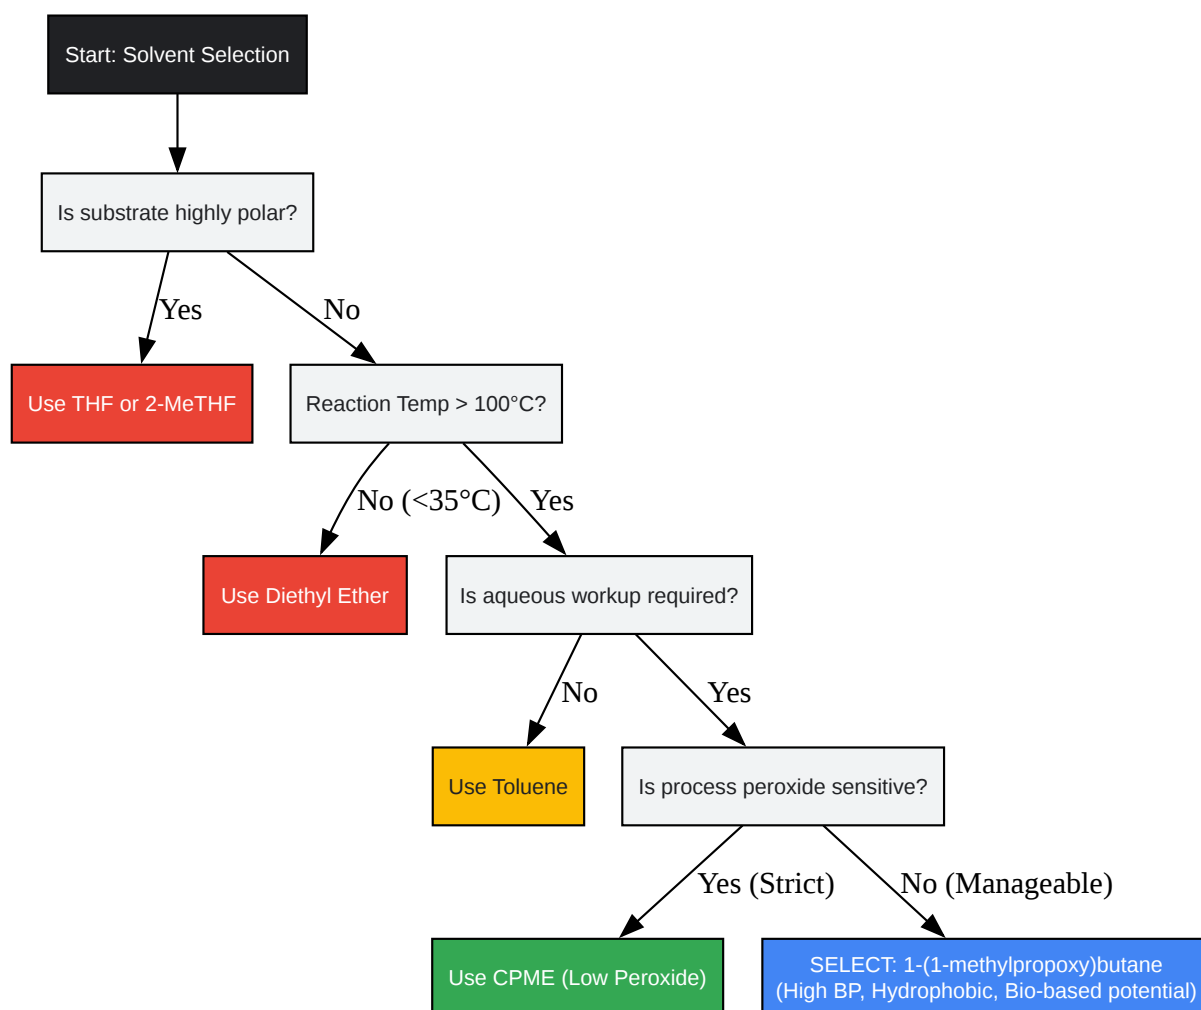 Start: Solvent Selection
Is substrate highly polar?
Yes
No
Use THF or 2-MeTHF
Reaction Temp > 100°C?
No (<35°C)
Yes
Use Diethyl Ether
Is aqueous workup required?
No
Yes
Use Toluene
Is process peroxide sensitive?
Yes (Strict)
No (Manageable)
Use CPME (Low Peroxide)
SELECT: 1-(1-methylpropoxy)butane
(High BP, Hydrophobic, Bio-based potential)